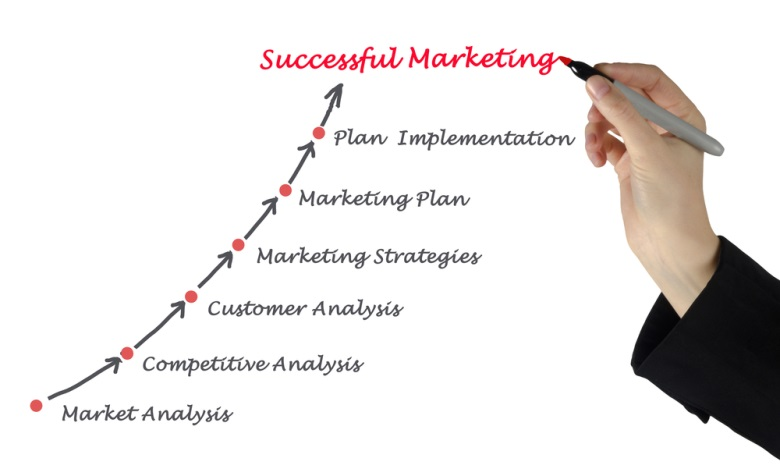 Successful Marketing
Plan Implementation
Marketing Plan
Marketing Strategies
Customer Analysis
Competitive Analysis
Market Analysis